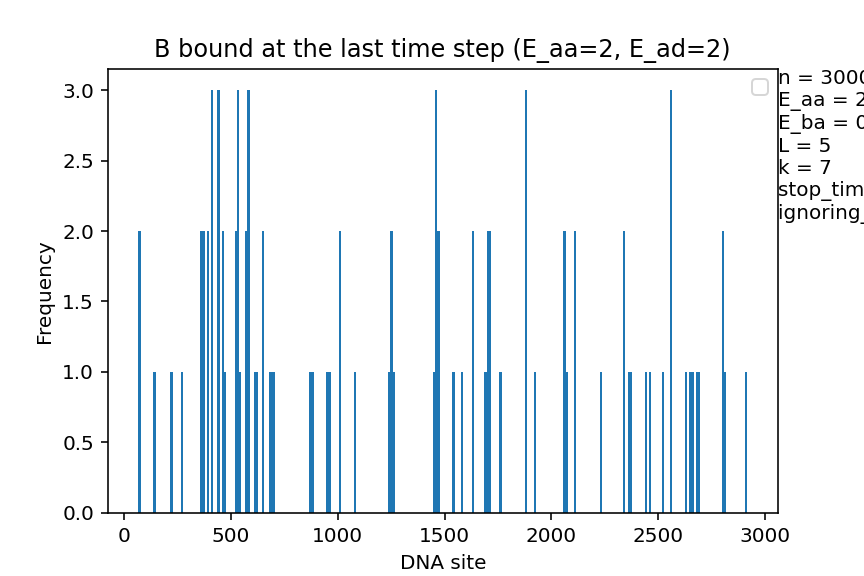 B bound at the last time step (E_aa=2, E_ad=2)
n = 3000
E_aa = 2
E_ba = 0
L = 5
k = 7
stop_tim
ignoring_
3.0
2.5
2.0
1.5
1.0
0.5
0.0
Frequency
0 500 1000 1500 2000 2500 3000
DNA site